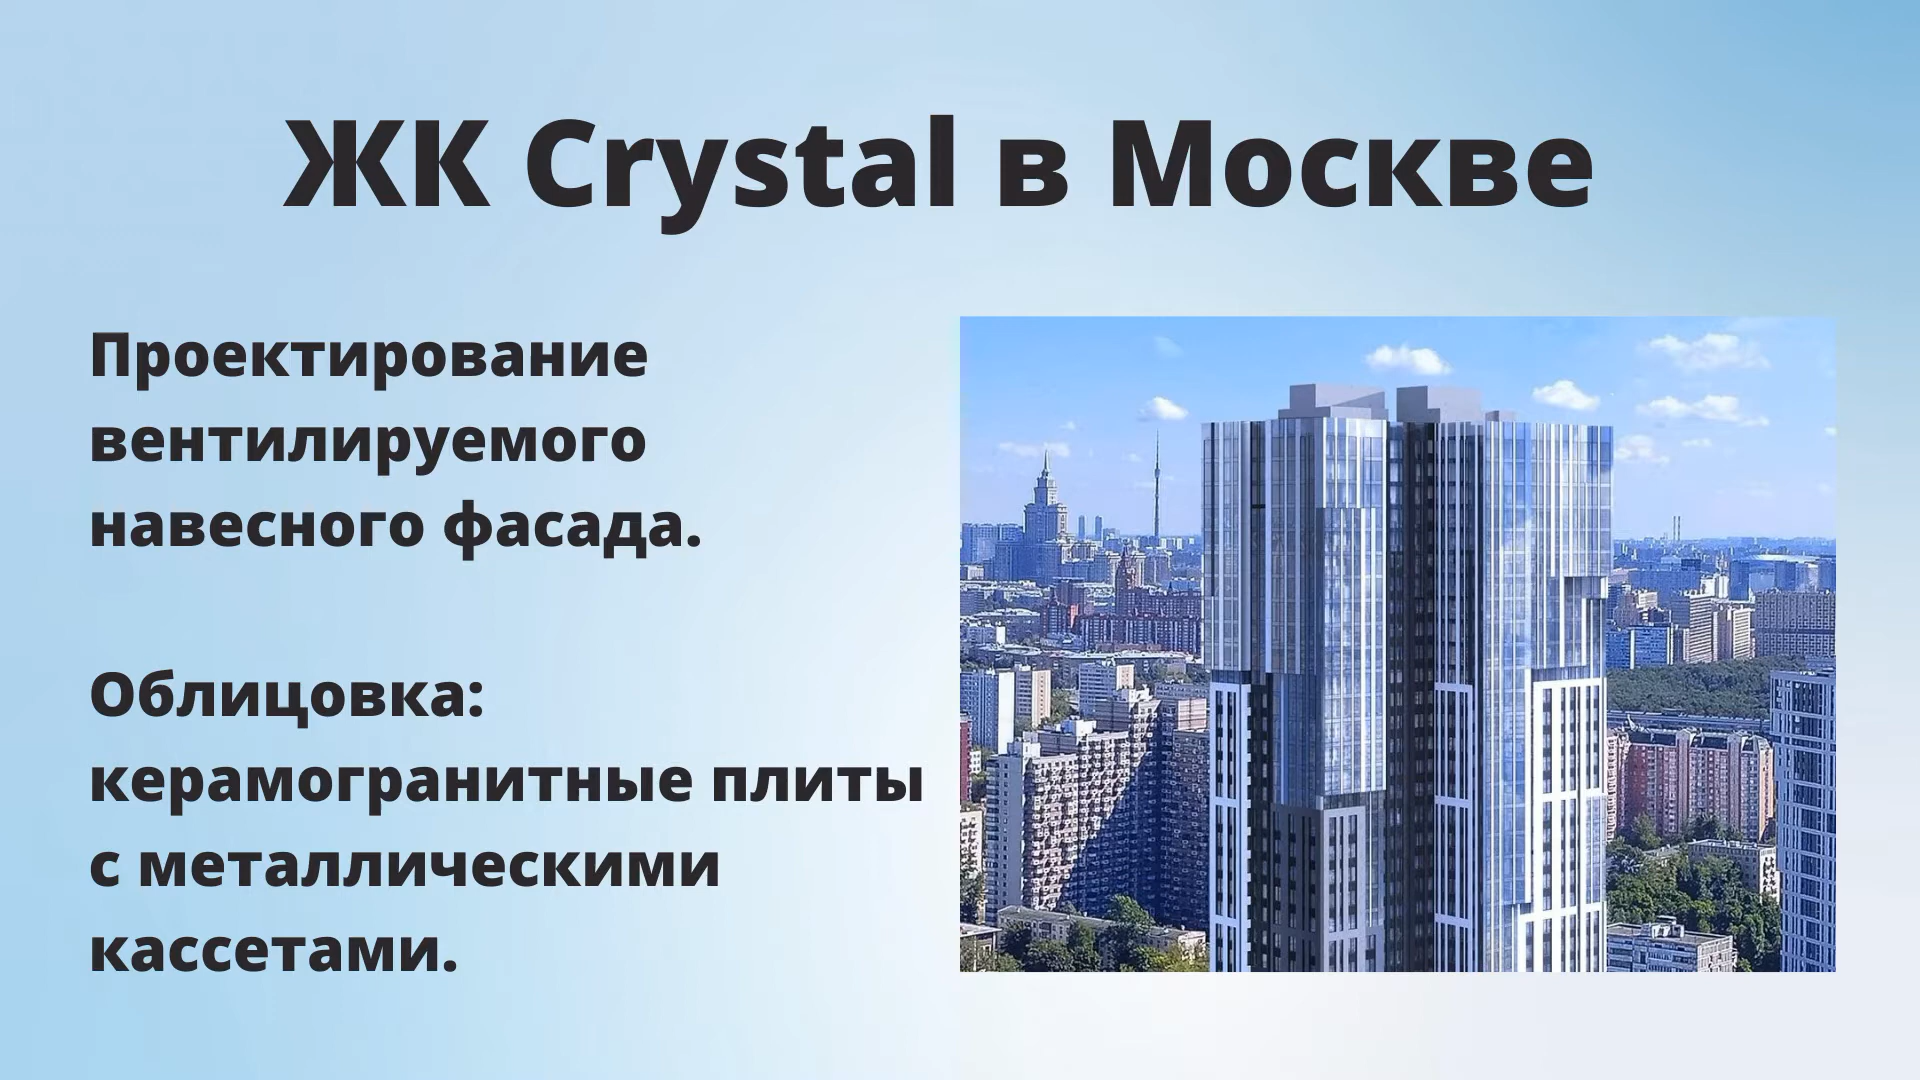 ЖК Crystal в Москве
Проектирование
вентилируемого
навесного фасада.
Облицовка:
керамогранитные плиты
с металлическими
кассетами.